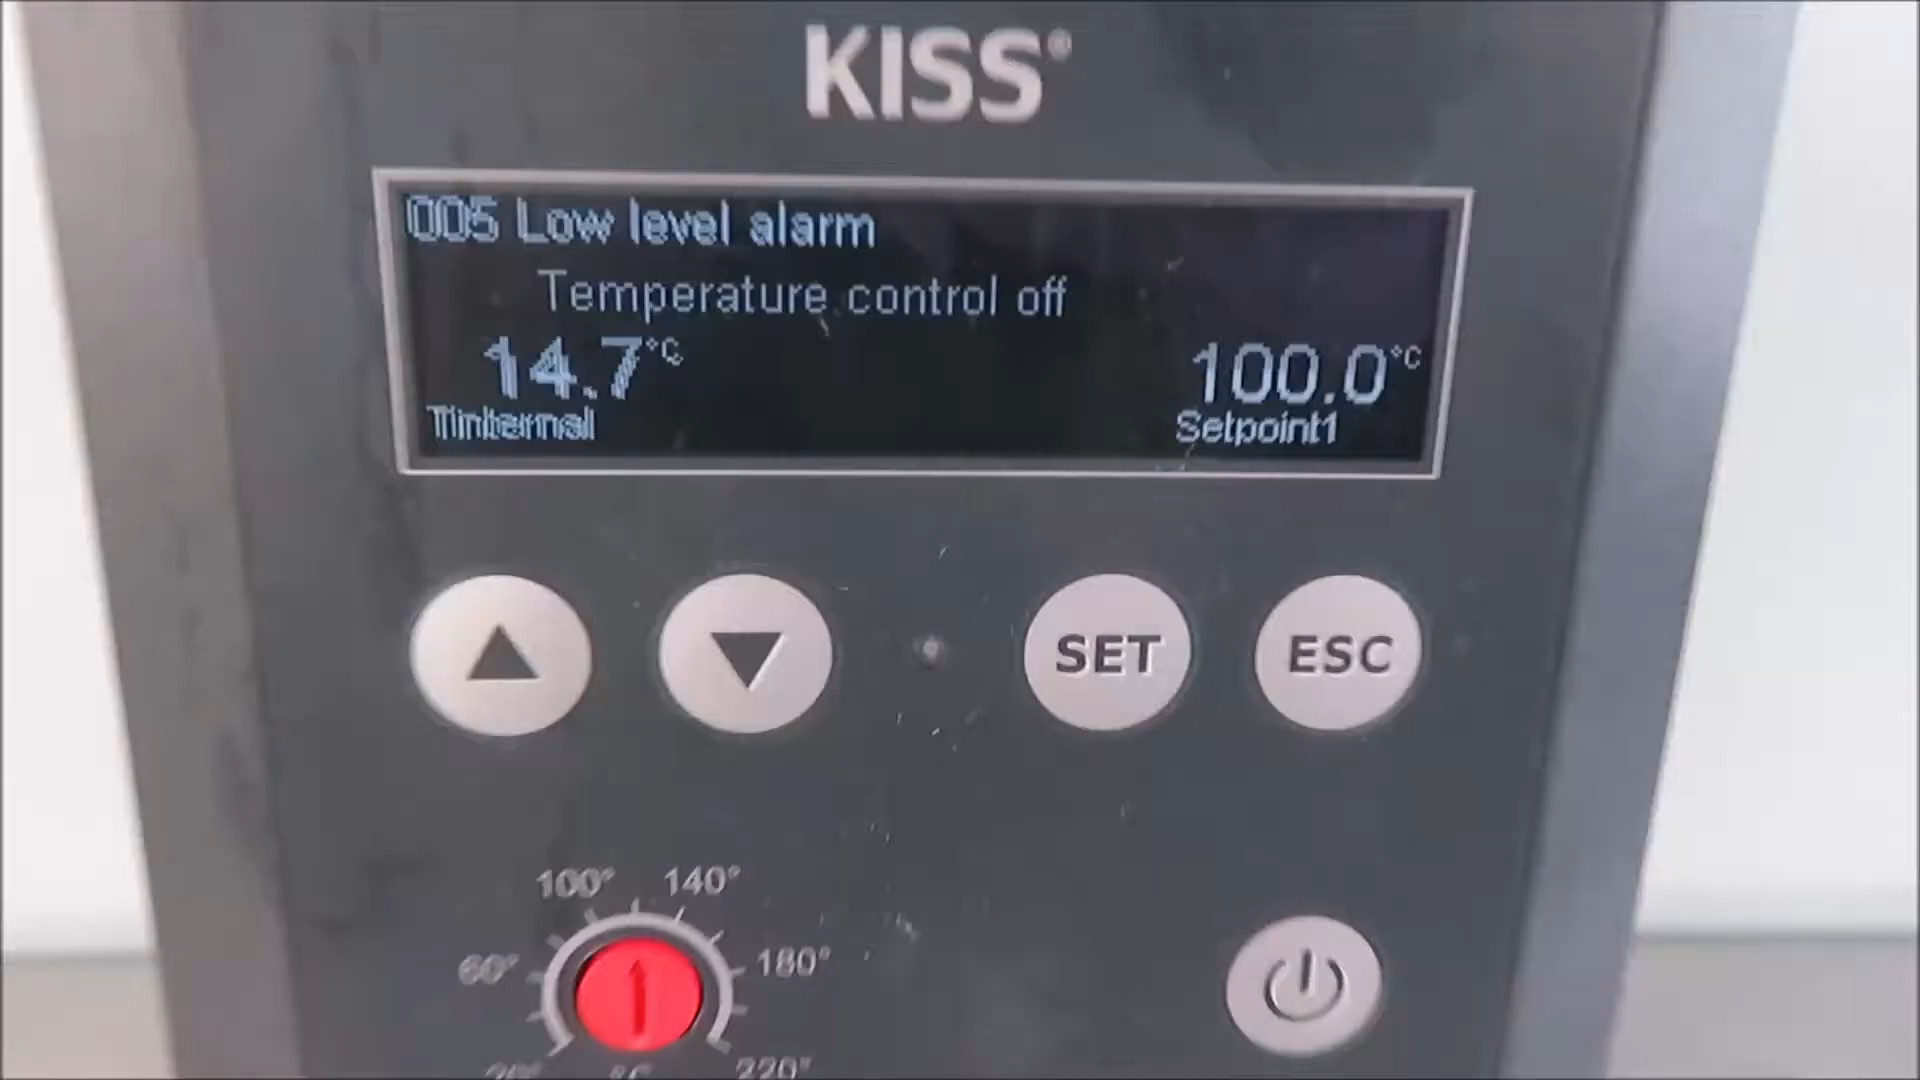 KISS®
005 Low level alarm
Temperature control off
14.7°C
100.0°C
Tinternal
Setpoint1
SET
ESC
100° 140°
60° 180°
20° °C 220°